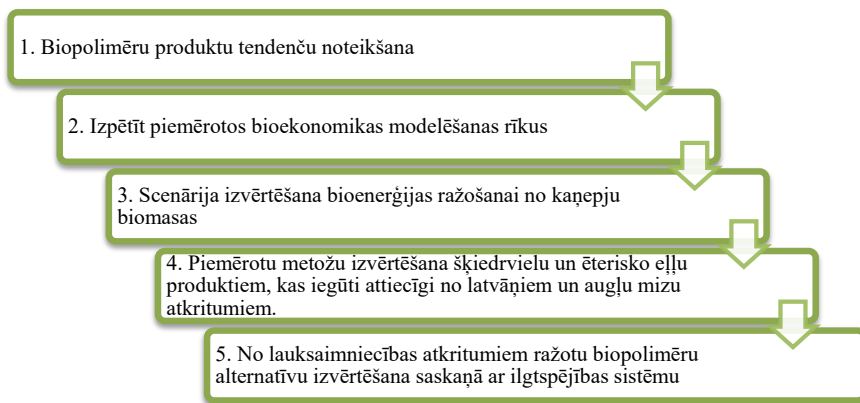 1. Biopolimēru produktu tendenču noteikšana
2. Izpētīt piemērotos bioekonomikas modelēšanas rīkus
3. Scenārija izvērtēšana bioenerģijas ražošanai no kaņepju
biomasas
4. Piemērotu metožu izvērtēšana šķiedrvielu un ēterisko eļļu
produktiem, kas iegūti attiecīgi no latvāņiem un augļu mizu
atkritumiem.
5. No lauksaimniecības atkritumiem ražotu biopolimēru
alternatīvu izvērtēšana saskaņā ar ilgtspējības sistēmu